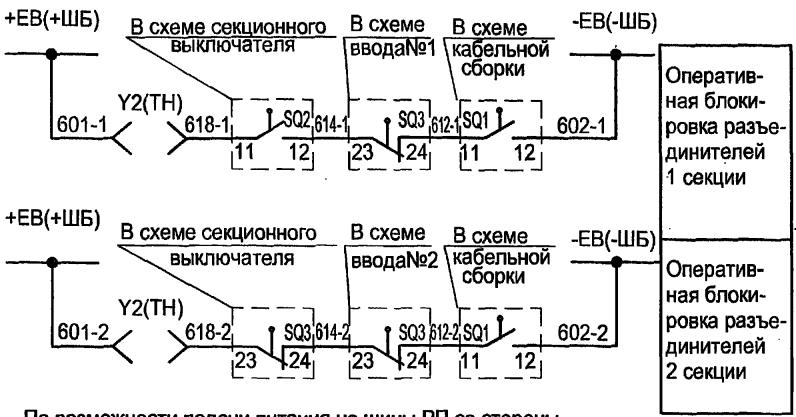 +ЕВ(+ШБ)
В схеме секционного
выключателя
В схеме
ввода№1
В схеме
кабельной
сборки
-ЕВ(-ШБ)
601-1
Y2(ТН)
618-1
SQ2
11
12
614-1
SQ3
23
24
612-1
SQ1
11
12
602-1
Оператив-
ная блоки-
ровка разъе-
динителей
1 секции
+ЕВ(+ШБ)
В схеме секционного
выключателя
В схеме
ввода№2
В схеме
кабельной
сборки
-ЕВ(-ШБ)
601-2
Y2(ТН)
618-2
SQ3
23
24
614-2
SQ3
23
24
612-2
SQ1
11
12
602-2
Оператив-
ная блоки-
ровка разъе-
динителей
2 секции